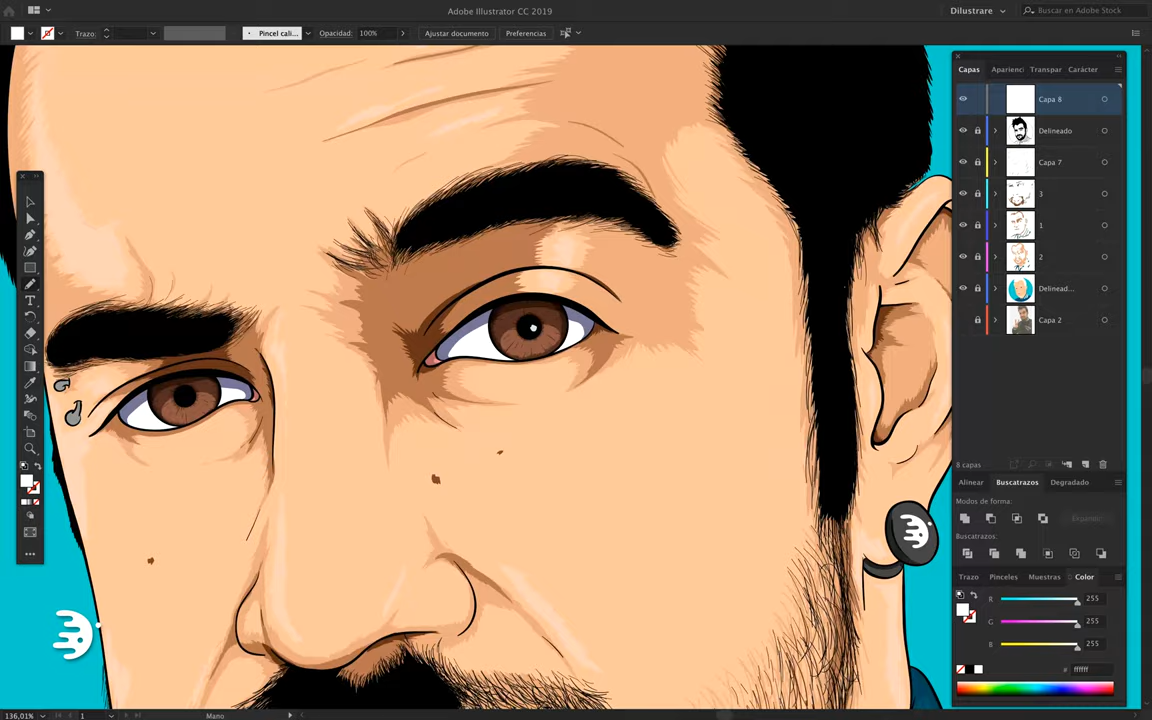 Adobe Illustrator CC 2019
Dilustrare
Buscar en Adobe Stock
Trazo:
Pincel cali...
Opacidad:
100%
Ajustar documento
Preferencias
Capas
Aparienci
Transpar
Carácter
Capa 8
Delineado
Capa 7
3
1
2
Delinead...
Capa 2
8 capas
Alinear
Buscatrazos
Degradado
Modos de forma:
Buscatrazos:
Trazo
Pinceles
Muestras
Color
R
255
G
255
B
255
#
ffffff
136,01%
1
Mano